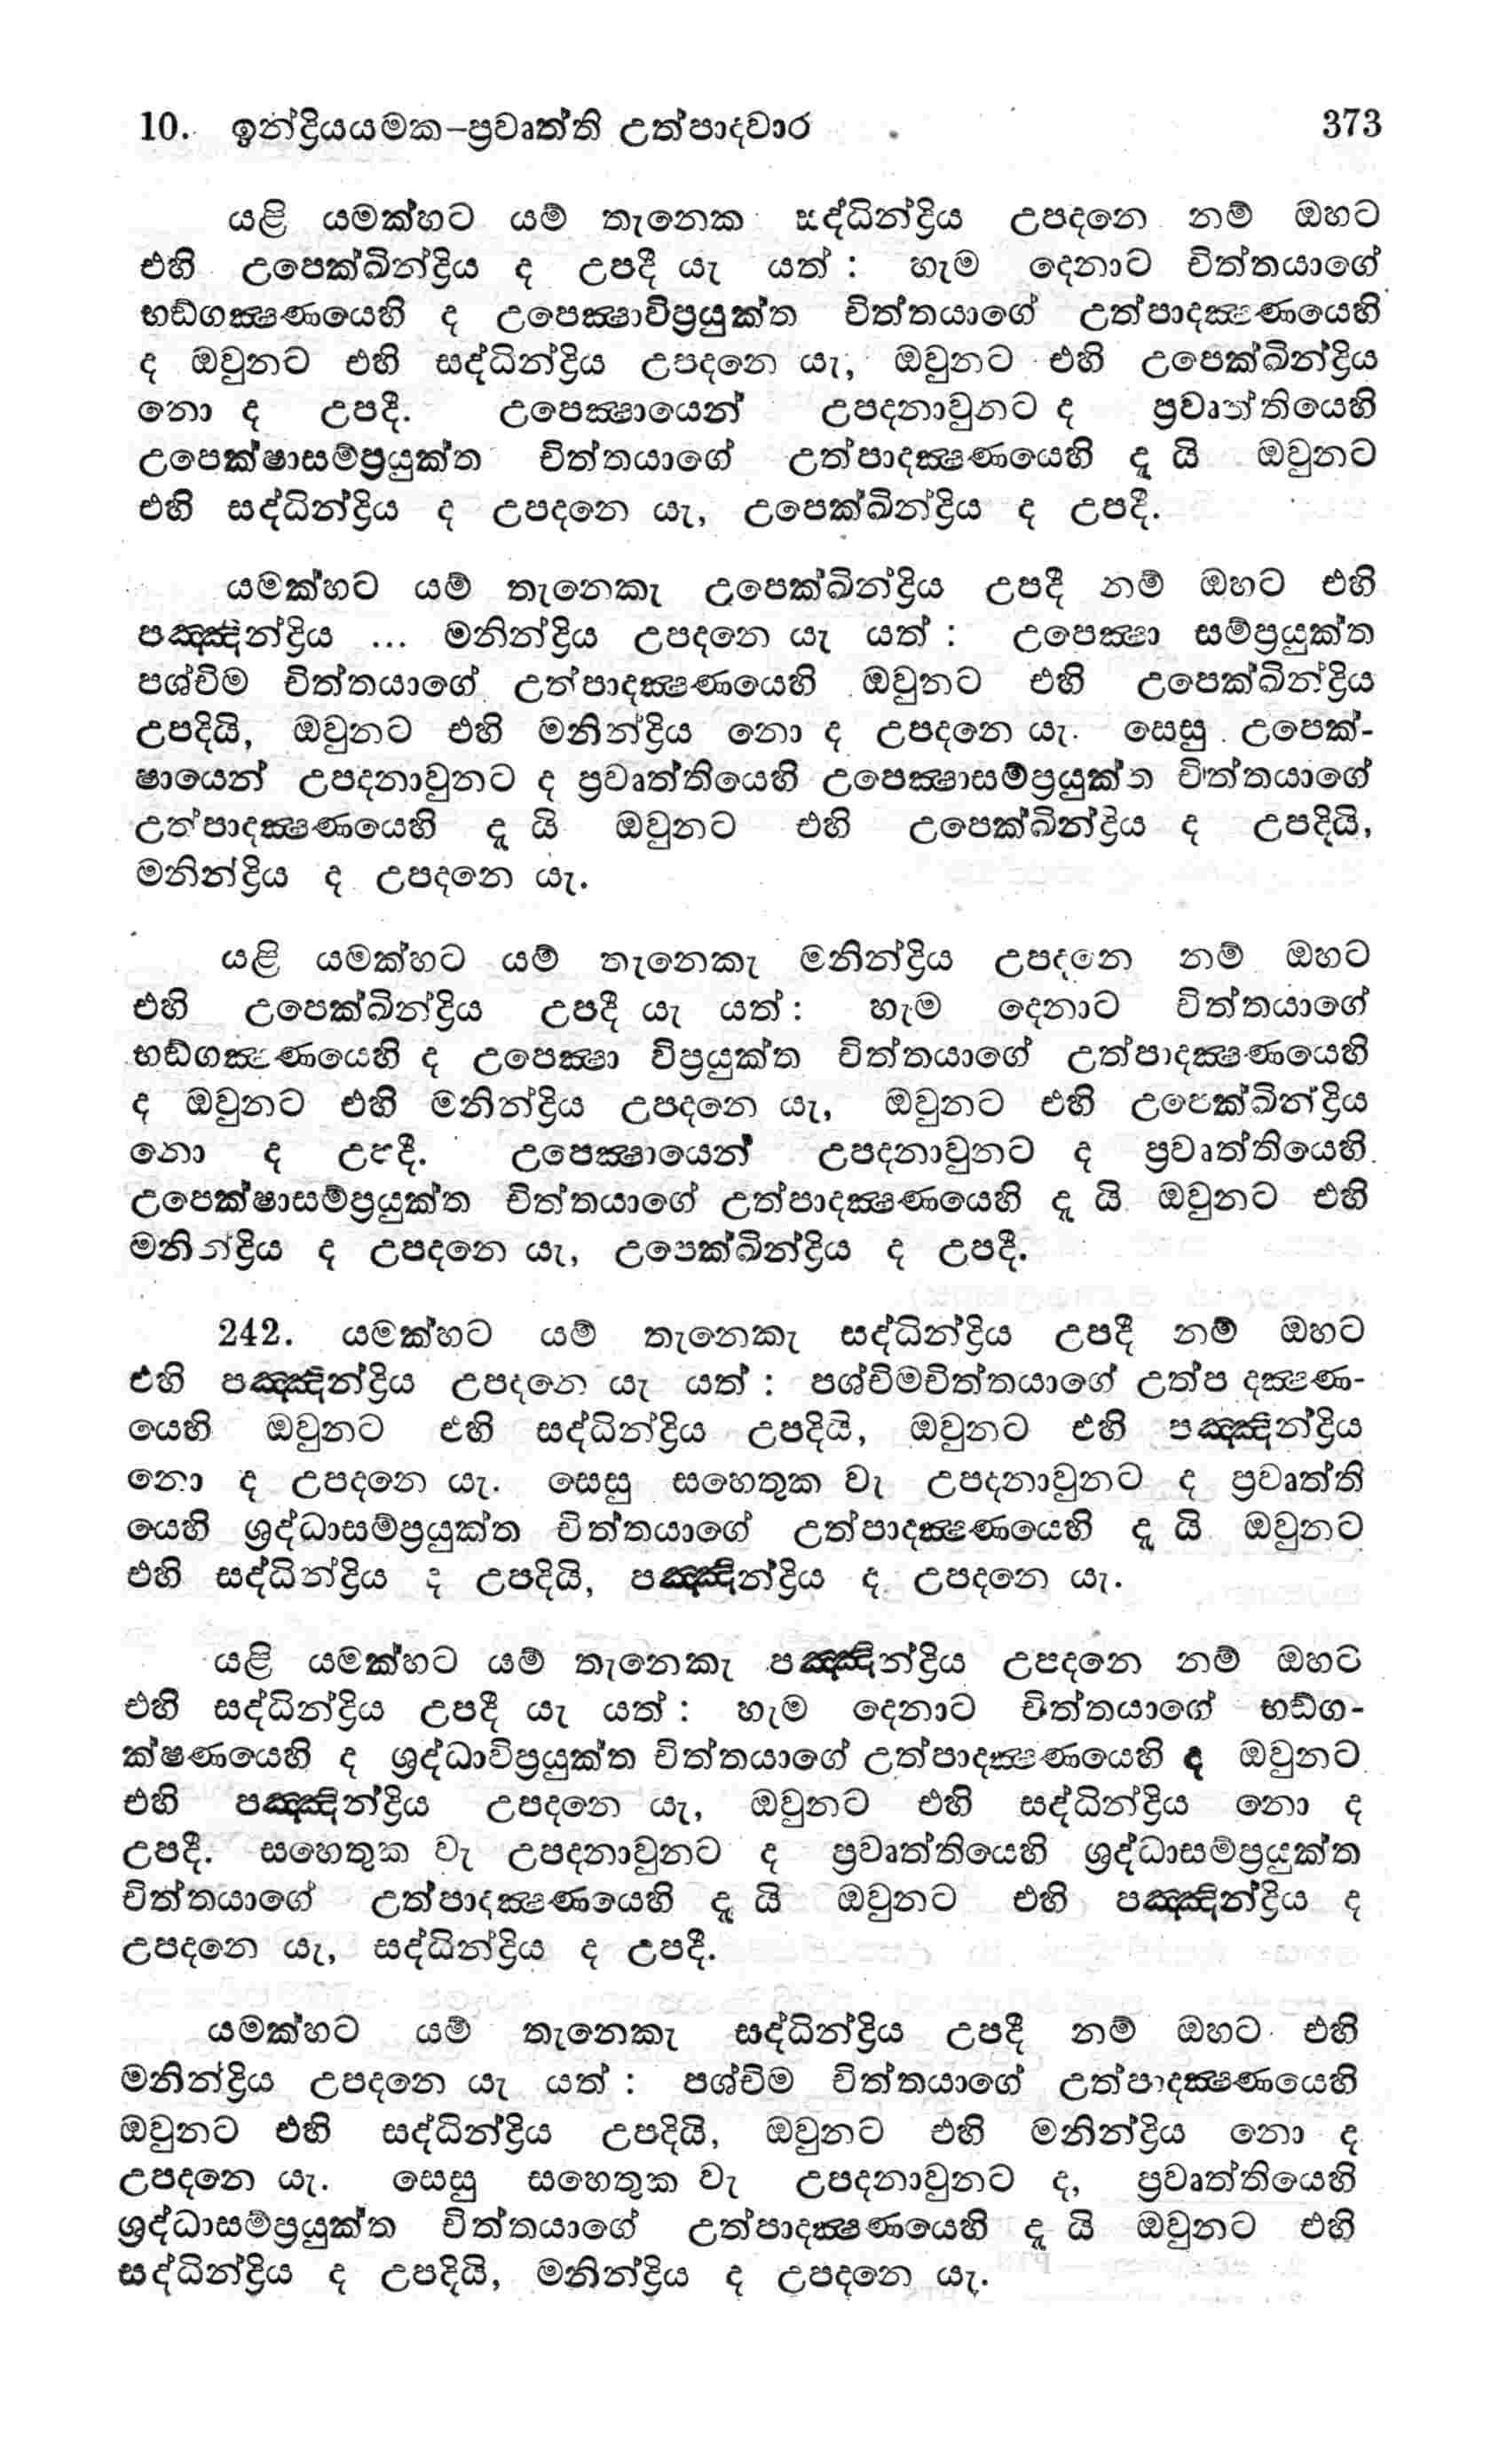 10. ඉන්ද්‍රියයමක–ප්‍රවෘත්ති උත්පාදවාර 373
යළි යමක්හට යම් තැනෙක සද්ධින්ද්‍රිය උපදනෙ නම් ඔහට
එහි උපෙක්ඛින්ද්‍රිය ද උපදී යැ යත් : හැම දෙනාට චිත්තයාගේ
භඞ්ගක්‍ෂණයෙහි ද උපෙක්‍ෂාවිප්‍රයුක්ත චිත්තයාගේ උත්පාදක්‍ෂණයෙහි
ද ඔවුනට එහි සද්ධින්ද්‍රිය උපදනෙ යැ, ඔවුනට එහි උපෙක්ඛින්ද්‍රිය
නො ද උපදී. උපෙක්‍ෂායෙන් උපදනාවුනට ද ප්‍රවෘත්තියෙහි
උපෙක්ෂාසම්ප්‍රයුක්ත චිත්තයාගේ උත්පාදක්‍ෂණයෙහි දූ යි ඔවුනට
එහි සද්ධින්ද්‍රිය ද උපදනෙ යැ, උපෙක්ඛින්ද්‍රිය ද උපදී.
යමක්හට යම් තැනෙකැ උපෙක්ඛින්ද්‍රිය උපදී නම් ඔහට එහි
පඤ්ඤින්ද්‍රිය ... මනින්ද්‍රිය උපදනෙ යැ යත් : උපෙක්‍ෂා සම්ප්‍රයුක්ත
පශ්චිම චිත්තයාගේ උත්පාදක්‍ෂණයෙහි ඔවුනට එහි උපෙක්ඛින්ද්‍රිය
උපදියි, ඔවුනට එහි මනින්ද්‍රිය නො ද උපදනෙ යැ. සෙසු උපෙක්-
ෂායෙන් උපදනාවුනට ද ප්‍රවෘත්තියෙහි උපෙක්‍ෂාසම්ප්‍රයුක්ත චිත්තයාගේ
උත්පාදක්‍ෂණයෙහි දූ යි ඔවුනට එහි උපෙක්ඛින්ද්‍රිය ද උපදියි,
මනින්ද්‍රිය ද උපදනෙ යැ.
යළි යමක්හට යම් තැනෙකැ මනින්ද්‍රිය උපදනෙ නම් ඔහට
එහි උපෙක්ඛින්ද්‍රිය උපදී යැ යත් : හැම දෙනාට චිත්තයාගේ
භඞ්ගක්‍ෂණයෙහි ද උපෙක්‍ෂා විප්‍රයුක්ත චිත්තයාගේ උත්පාදක්‍ෂණයෙහි
ද ඔවුනට එහි මනින්ද්‍රිය උපදනෙ යැ, ඔවුනට එහි උපෙක්ඛින්ද්‍රිය
නො ද උපදී. උපෙක්‍ෂායෙන් උපදනාවුනට ද ප්‍රවෘත්තියෙහි
උපෙක්ෂාසම්ප්‍රයුක්ත චිත්තයාගේ උත්පාදක්‍ෂණයෙහි දූ යි ඔවුනට එහි
මනින්ද්‍රිය ද උපදනෙ යැ, උපෙක්ඛින්ද්‍රිය ද උපදී.
242. යමක්හට යම් තැනෙකැ සද්ධින්ද්‍රිය උපදී නම් ඔහට
එහි පඤ්ඤින්ද්‍රිය උපදනෙ යැ යත් : පශ්චිමචිත්තයාගේ උත්ප දක්‍ෂණ-
යෙහි ඔවුනට එහි සද්ධින්ද්‍රිය උපදියි, ඔවුනට එහි පඤ්ඤින්ද්‍රිය
නො ද උපදනෙ යැ. සෙසු සහෙතුක වැ උපදනාවුනට ද ප්‍රවෘත්ති
යෙහි ශ්‍රද්ධාසම්ප්‍රයුක්ත චිත්තයාගේ උත්පාදක්‍ෂණයෙහි දූ යි ඔවුනට
එහි සද්ධින්ද්‍රිය ද උපදියි, පඤ්ඤින්ද්‍රිය ද උපදනෙ යැ.
යළි යමක්හට යම් තැනෙකැ පඤ්ඤින්ද්‍රිය උපදනෙ නම් ඔහට
එහි සද්ධින්ද්‍රිය උපදී යැ යත් : හැම දෙනාට චිත්තයාගේ භඞ්ග-
ක්ෂණයෙහි ද ශ්‍රද්ධාවිප්‍රයුක්ත චිත්තයාගේ උත්පාදක්‍ෂණයෙහි ද ඔවුනට
එහි පඤ්ඤින්ද්‍රිය උපදනෙ යැ, ඔවුනට එහි සද්ධින්ද්‍රිය නො ද
උපදී. සහෙතුක වැ උපදනාවුනට ද ප්‍රවෘත්තියෙහි ශ්‍රද්ධාසම්ප්‍රයුක්ත
චිත්තයාගේ උත්පාදක්‍ෂණයෙහි දූ යි ඔවුනට එහි පඤ්ඤින්ද්‍රිය ද
උපදනෙ යැ, සද්ධින්ද්‍රිය ද උපදී.
යමක්හට යම් තැනෙකැ සද්ධින්ද්‍රිය උපදී නම් ඔහට එහි
මනින්ද්‍රිය උපදනෙ යැ යත් : පශ්චිම චිත්තයාගේ උත්පාදක්‍ෂණයෙහි
ඔවුනට එහි සද්ධින්ද්‍රිය උපදියි, ඔවුනට එහි මනින්ද්‍රිය නො ද
උපදනෙ යැ. සෙසු සහෙතුක වැ උපදනාවුනට ද, ප්‍රවෘත්තියෙහි
ශ්‍රද්ධාසම්ප්‍රයුක්ත චිත්තයාගේ උත්පාදක්‍ෂණයෙහි දූ යි ඔවුනට එහි
සද්ධින්ද්‍රිය ද උපදියි, මනින්ද්‍රිය ද උපදනෙ යැ.